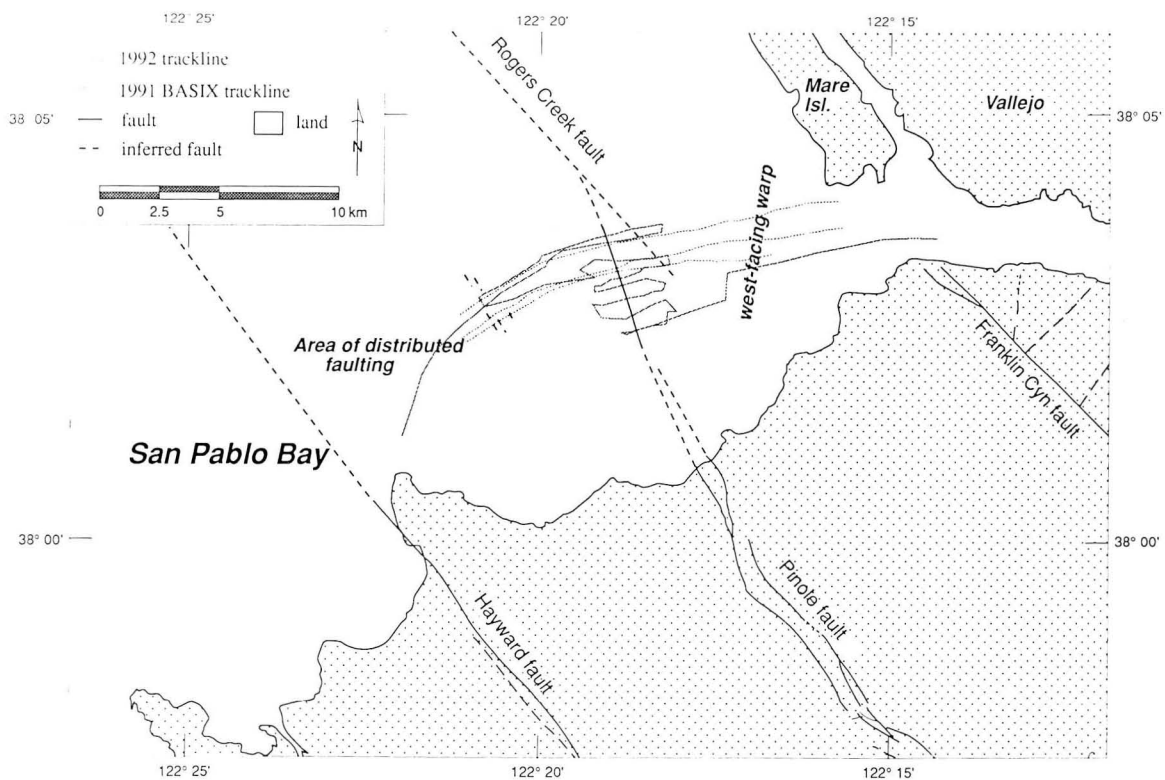 122° 25'
122° 20'
122° 15'
1992 trackline
1991 BASIX trackline
fault
land
inferred fault
N
0 2.5 5 10 km
38 05'
38° 05'
Rogers Creek fault
Mare
Isl.
Vallejo
west-facing warp
Area of distributed
faulting
Franklin Cyn fault
San Pablo Bay
38° 00'
38° 00'
Pinole fault
Hayward fault
122° 25'
122° 20'
122° 15'